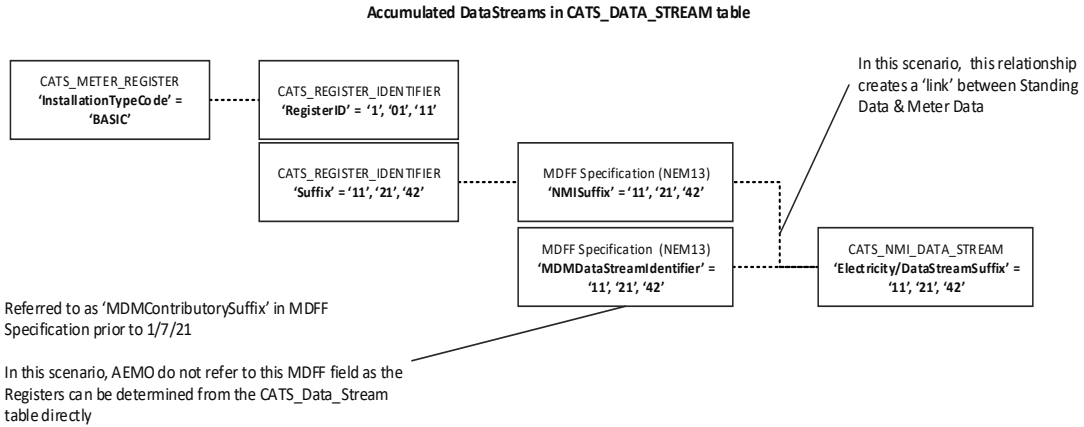 Accumulated DataStreams in CATS_DATA_STREAM table
CATS_METER_REGISTER
‘InstallationTypeCode’ =
‘BASIC’
CATS_REGISTER_IDENTIFIER
‘RegisterID’ = ‘1’, ‘01’, ‘11’
CATS_REGISTER_IDENTIFIER
‘Suffix’ = ‘11’, ‘21’, ‘42’
MDFF Specification (NEM13)
‘NMISuffix’ = ‘11’, ‘21’, ‘42’
MDFF Specification (NEM13)
‘MDMDataStreamIdentifier’ =
‘11’, ‘21’, ‘42’
In this scenario, this relationship
creates a ‘link’ between Standing
Data & Meter Data
CATS_NMI_DATA_STREAM
‘Electricity/DataStreamSuffix’ =
‘11’, ‘21’, ‘42’
Referred to as ‘MDMContributorySuffix’ in MDFF
Specification prior to 1/7/21
In this scenario, AEMO do not refer to this MDFF field as the
Registers can be determined from the CATS_Data_Stream
table directly